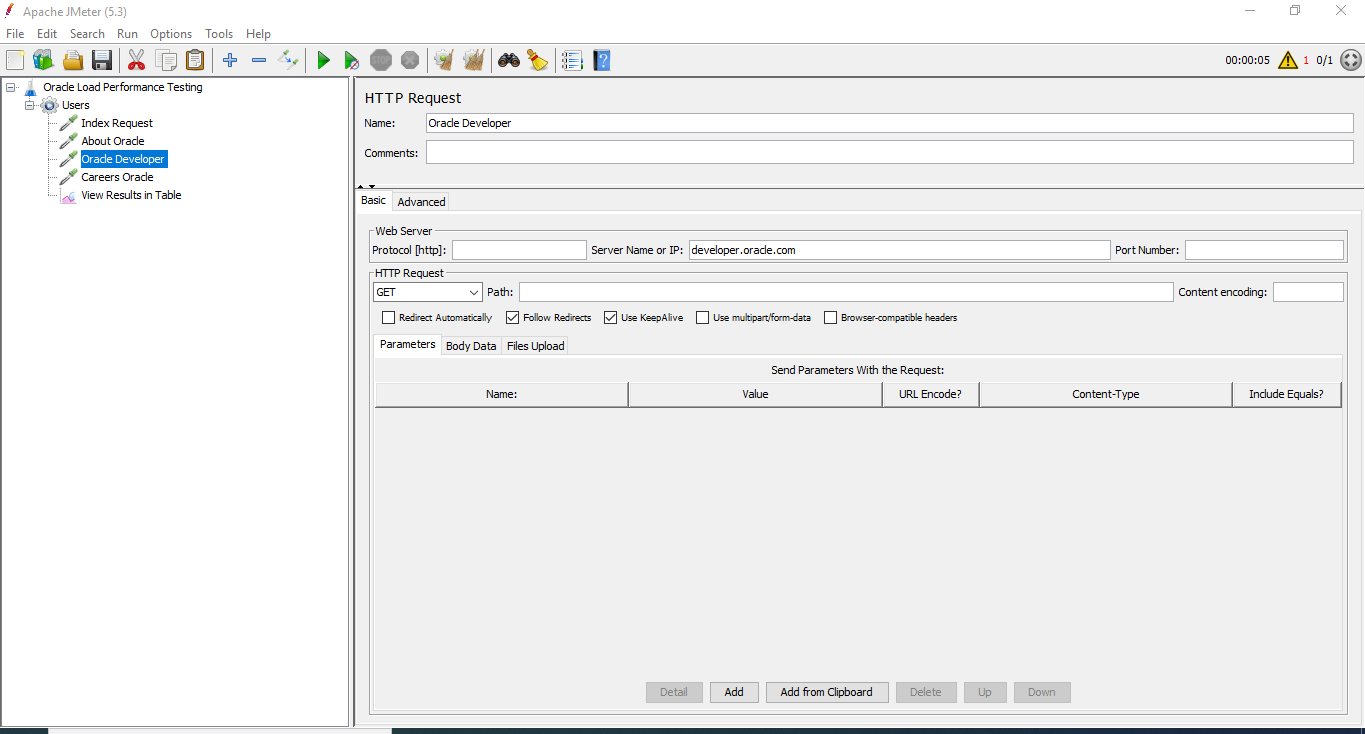 Apache JMeter (5.3)
File Edit Search Run Options Tools Help
STOP
00:00:05 1 0/1
Oracle Load Performance Testing
Users
Index Request
About Oracle
Oracle Developer
Careers Oracle
View Results in Table
HTTP Request
Name: Oracle Developer
Comments:
Basic Advanced
Web Server
Protocol [http]: Server Name or IP: developer.oracle.com Port Number:
HTTP Request
GET Path: Content encoding:
Redirect Automatically Follow Redirects Use KeepAlive Use multipart/form-data Browser-compatible headers
Parameters Body Data Files Upload
Send Parameters With the Request:
Name: Value URL Encode? Content-Type Include Equals?
Detail Add Add from Clipboard Delete Up Down